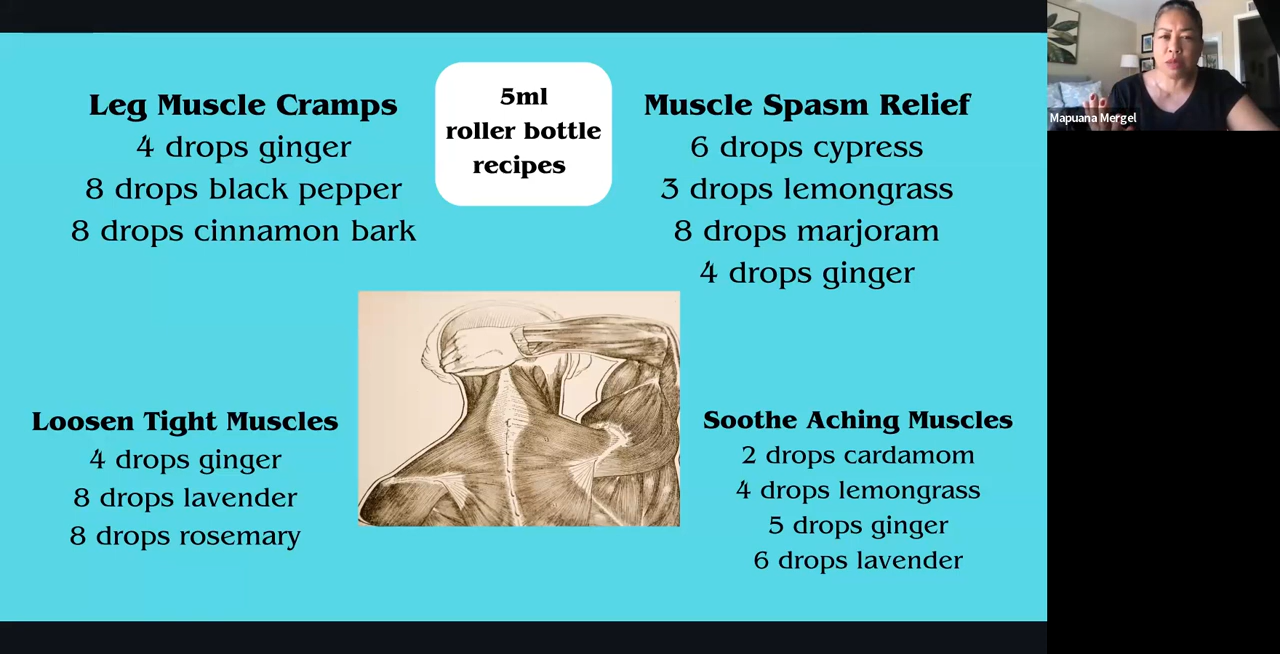 Leg Muscle Cramps
4 drops ginger
8 drops black pepper
8 drops cinnamon bark
5ml
roller bottle
recipes
Muscle Spasm Relief
6 drops cypress
3 drops lemongrass
8 drops marjoram
4 drops ginger
Mapuana Mergel
Loosen Tight Muscles
4 drops ginger
8 drops lavender
8 drops rosemary
Soothe Aching Muscles
2 drops cardamom
4 drops lemongrass
5 drops ginger
6 drops lavender